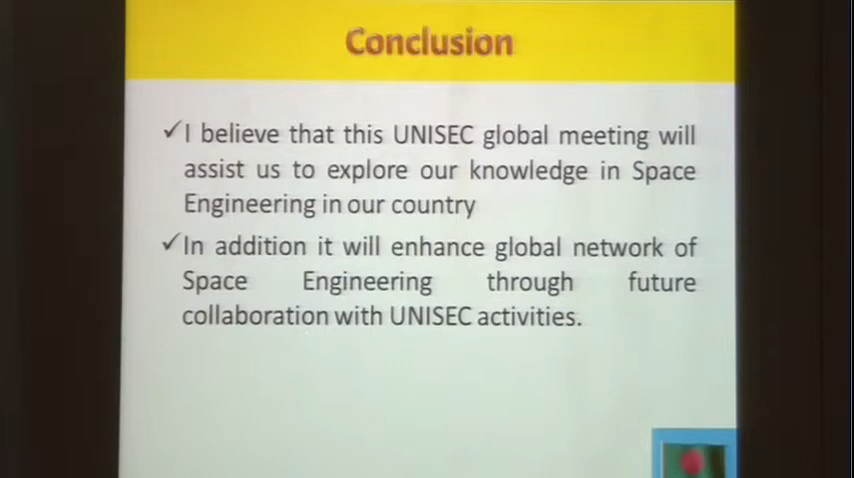 Conclusion
✓I believe that this UNISEC global meeting will
assist us to explore our knowledge in Space
Engineering in our country
✓In addition it will enhance global network of
Space Engineering through future
collaboration with UNISEC activities.